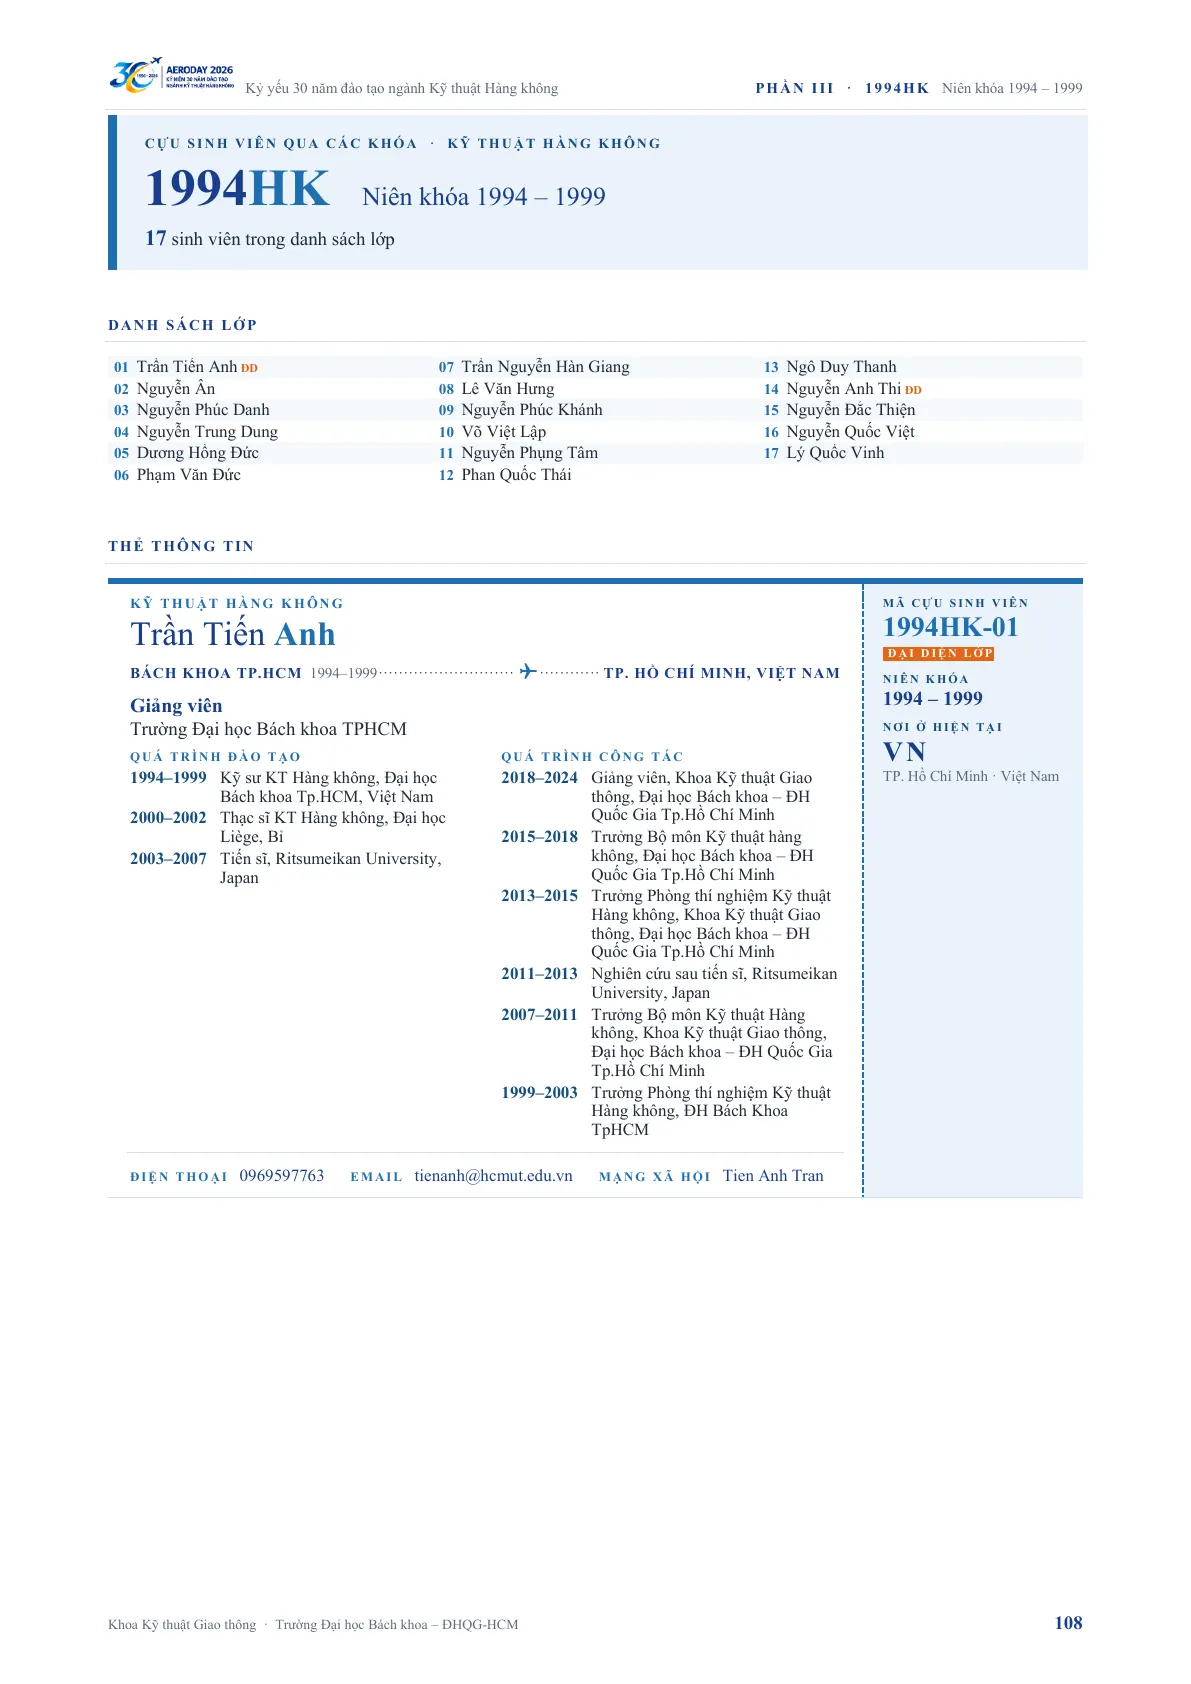 30
1996 - 2026
AERODAY 2026
KỶ NIỆM 30 NĂM ĐÀO TẠO
NGÀNH KỸ THUẬT HÀNG KHÔNG
Kỷ yếu 30 năm đào tạo ngành Kỹ thuật Hàng không
PHẦN III · 1994HK Niên khóa 1994 – 1999
CỰU SINH VIÊN QUA CÁC KHÓA · KỸ THUẬT HÀNG KHÔNG
1994HK Niên khóa 1994 – 1999
17 sinh viên trong danh sách lớp
DANH SÁCH LỚP
01 Trần Tiến Anh ĐD
02 Nguyễn Ân
03 Nguyễn Phúc Danh
04 Nguyễn Trung Dung
05 Dương Hồng Đức
06 Phạm Văn Đức
07 Trần Nguyễn Hàn Giang
08 Lê Văn Hưng
09 Nguyễn Phúc Khánh
10 Võ Việt Lập
11 Nguyễn Phụng Tâm
12 Phan Quốc Thái
13 Ngô Duy Thanh
14 Nguyễn Anh Thi ĐD
15 Nguyễn Đắc Thiện
16 Nguyễn Quốc Việt
17 Lý Quốc Vinh
THẺ THÔNG TIN
KỸ THUẬT HÀNG KHÔNG
Trần Tiến Anh
BÁCH KHOA TP.HCM 1994–1999 TP. HỒ CHÍ MINH, VIỆT NAM
Giảng viên
Trường Đại học Bách khoa TPHCM
QUÁ TRÌNH ĐÀO TẠO
1994–1999 Kỹ sư KT Hàng không, Đại học
Bách khoa Tp.HCM, Việt Nam
2000–2002 Thạc sĩ KT Hàng không, Đại học
Liège, Bỉ
2003–2007 Tiến sĩ, Ritsumeikan University,
Japan
QUÁ TRÌNH CÔNG TÁC
2018–2024 Giảng viên, Khoa Kỹ thuật Giao
thông, Đại học Bách khoa – ĐH
Quốc Gia Tp.Hồ Chí Minh
2015–2018 Trưởng Bộ môn Kỹ thuật hàng
không, Đại học Bách khoa – ĐH
Quốc Gia Tp.Hồ Chí Minh
2013–2015 Trưởng Phòng thí nghiệm Kỹ thuật
Hàng không, Khoa Kỹ thuật Giao
thông, Đại học Bách khoa – ĐH
Quốc Gia Tp.Hồ Chí Minh
2011–2013 Nghiên cứu sau tiến sĩ, Ritsumeikan
University, Japan
2007–2011 Trưởng Bộ môn Kỹ thuật Hàng
không, Khoa Kỹ thuật Giao thông,
Đại học Bách khoa – ĐH Quốc Gia
Tp.Hồ Chí Minh
1999–2003 Trưởng Phòng thí nghiệm Kỹ thuật
Hàng không, ĐH Bách Khoa
TpHCM
ĐIỆN THOẠI 0969597763 EMAIL tienanh@hcmut.edu.vn MẠNG XÃ HỘI Tien Anh Tran
MÃ CỰU SINH VIÊN
1994HK-01
ĐẠI DIỆN LỚP
NIÊN KHÓA
1994 – 1999
NƠI Ở HIỆN TẠI
VN
TP. Hồ Chí Minh · Việt Nam
Khoa Kỹ thuật Giao thông · Trường Đại học Bách khoa – ĐHQG-HCM
108